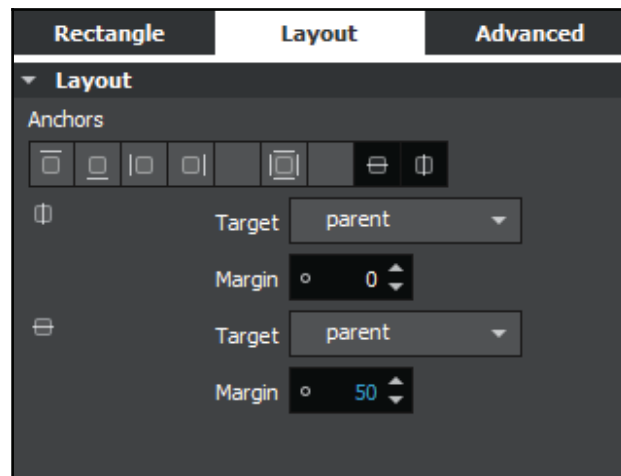 Rectangle Layout Advanced
Layout
Anchors
Target parent
Margin 0
Target parent
Margin 50